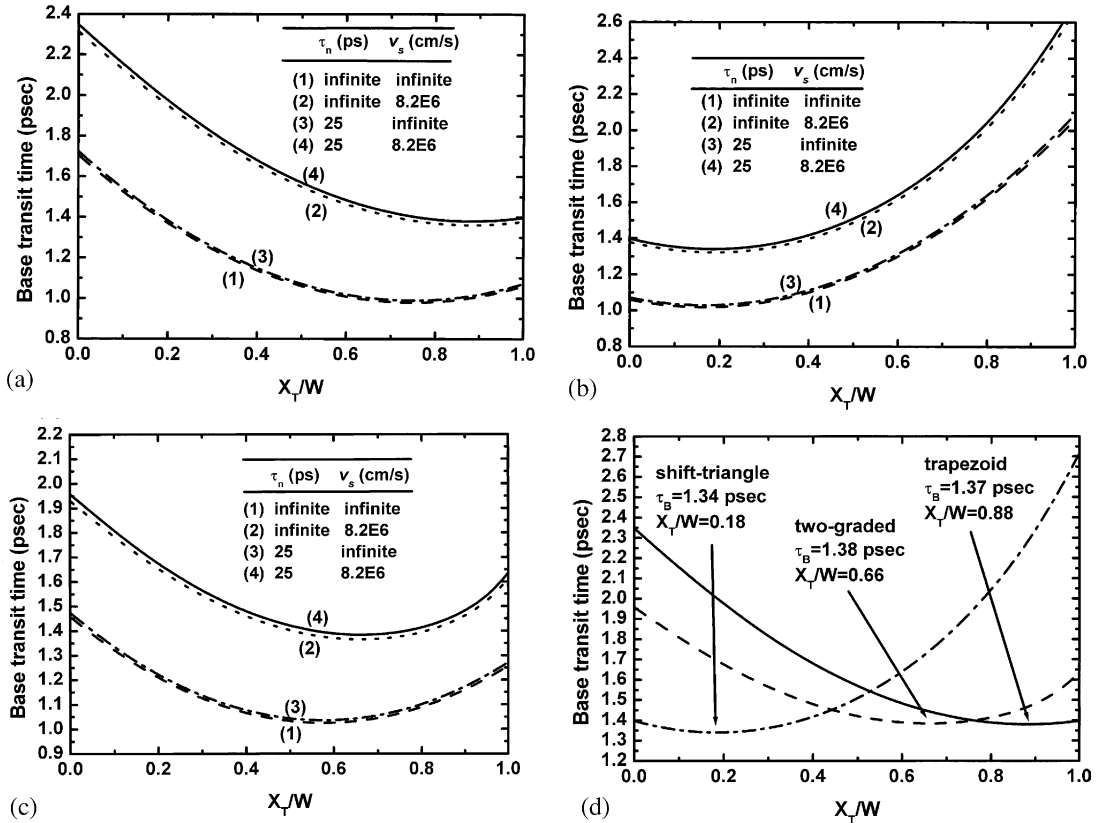 2.4
2.2
2.0
1.8
1.6
1.4
1.2
1.0
0.8
Base transit time (psec)
τn (ps) vs (cm/s)
(1) infinite infinite
(2) infinite 8.2E6
(3) 25 infinite
(4) 25 8.2E6
(4)
(2)
(3)
(1)
0.0 0.2 0.4 0.6 0.8 1.0
XT/W
(a)
2.6
2.4
2.2
2.0
1.8
1.6
1.4
1.2
1.0
0.8
Base transit time (psec)
τn (ps) vs (cm/s)
(1) infinite infinite
(2) infinite 8.2E6
(3) 25 infinite
(4) 25 8.2E6
(4)
(2)
(3)
(1)
0.0 0.2 0.4 0.6 0.8 1.0
XT/W
(b)
2.2
2.1
2.0
1.9
1.8
1.7
1.6
1.5
1.4
1.3
1.2
1.1
1.0
0.9
Base transit time (psec)
τn (ps) vs (cm/s)
(1) infinite infinite
(2) infinite 8.2E6
(3) 25 infinite
(4) 25 8.2E6
(4)
(2)
(3)
(1)
0.0 0.2 0.4 0.6 0.8 1.0
XT/W
(c)
2.8
2.7
2.6
2.5
2.4
2.3
2.2
2.1
2.0
1.9
1.8
1.7
1.6
1.5
1.4
1.3
1.2
Base transit time (psec)
shift-triangle
τB=1.34 psec
XT/W=0.18
two-graded
τB=1.38 psec
XT/W=0.66
trapezoid
τB=1.37 psec
XT/W=0.88
0.0 0.2 0.4 0.6 0.8 1.0
XT/W
(d)